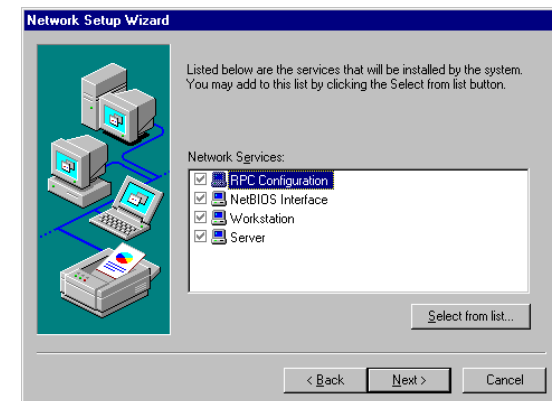 Network Setup Wizard
Listed below are the services that will be installed by the system.
You may add to this list by clicking the Select from list button.
Network Services:
RPC Configuration
NetBIOS Interface
Workstation
Server
Select from list...
< Back
Next >
Cancel